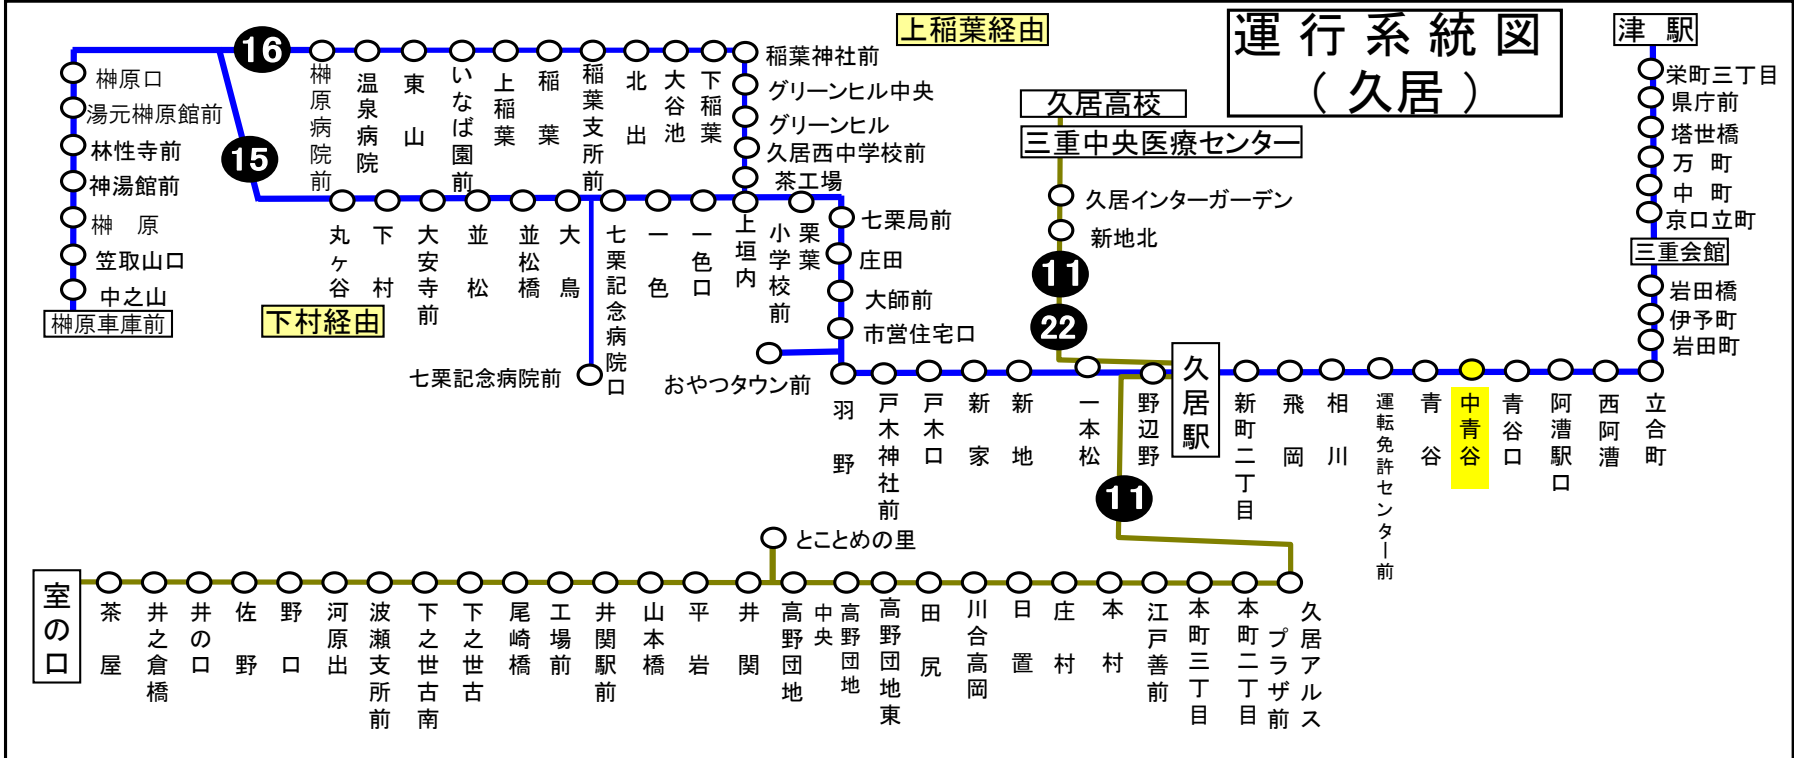 運行系統図
（久居）
上稲葉経由
下村経由
津駅
栄町三丁目
県庁前
塔世橋
万町
中町
京口立町
三重会館
岩田橋
伊予町
岩田町
立合町
西阿漕
阿漕駅口
青谷口
中青谷
青谷
運転免許センター前
相川
飛岡
新町二丁目
久居駅
野辺野
一本松
新地
新家
戸木口
戸木神社前
羽野
おやつタウン前
市営住宅口
大師前
庄田
七栗局前
栗葉
小学校前
上垣内
一色口
一色
七栗記念病院口
七栗記念病院前
大鳥
並松橋
並松
大安寺前
下村
丸ヶ谷
15
16
茶工場
久居西中学校前
グリーンヒル
グリーンヒル中央
稲葉神社前
下稲葉
大谷池
北出
稲葉支所前
稲葉
上稲葉
いなば園前
東山
温泉病院
榊原病院前
榊原口
湯元榊原館前
林性寺前
神湯館前
榊原
笠取山口
中之山
榊原車庫前
久居高校
三重中央医療センター
久居インターガーデン
新地北
11
22
11
久居アルス
プラザ前
本町二丁目
本町三丁目
江戸善前
本村
庄村
日置
川合高岡
田尻
高野団地東
高野団地
中央
高野団地
とことめの里
井関
平岩
山本橋
井関駅前
工場前
尾崎橋
下之世古
下之世古南
波瀬支所前
河原出
野口
佐野
井の口
井之倉橋
茶屋
室の口